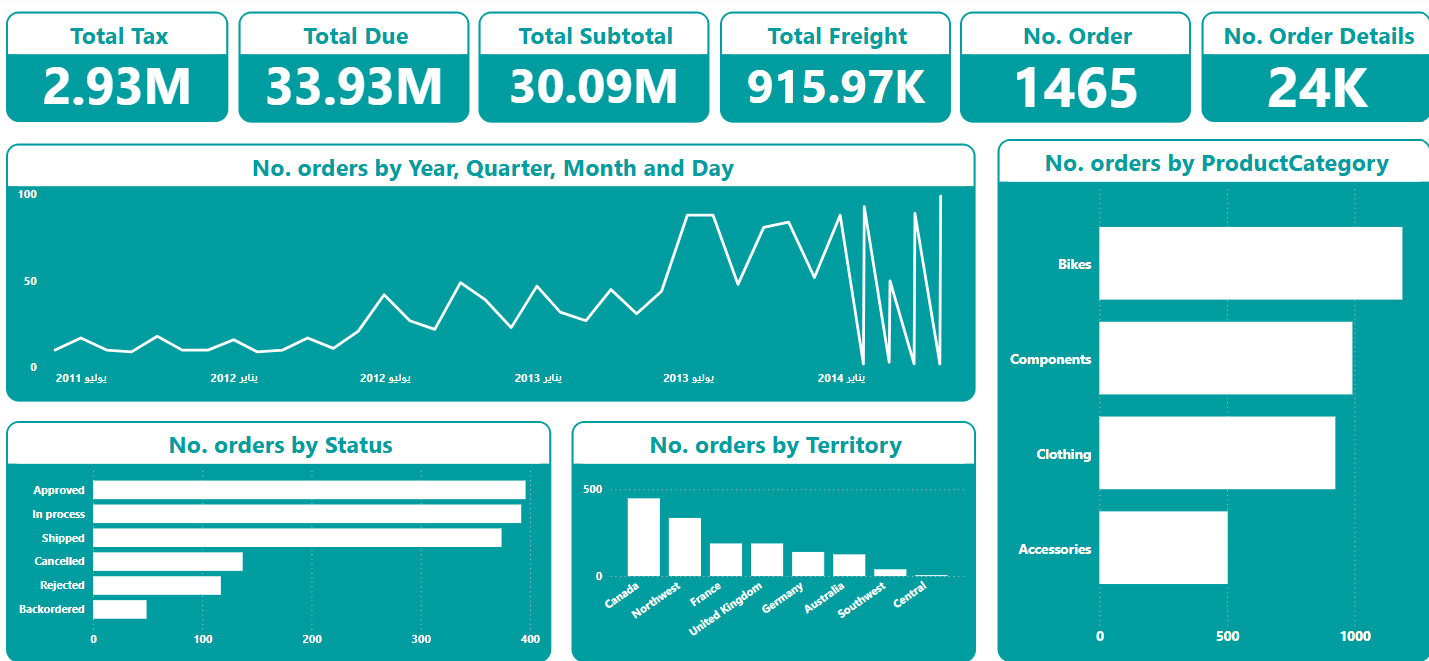 Total Tax
2.93M
Total Due
33.93M
Total Subtotal
30.09M
Total Freight
915.97K
No. Order
1465
No. Order Details
24K
No. orders by Year, Quarter, Month and Day
100
50
0
يوليو 2011
يناير 2012
يوليو 2012
يناير 2013
يوليو 2013
يناير 2014
No. orders by ProductCategory
Bikes
Components
Clothing
Accessories
0
500
1000
No. orders by Status
Approved
In process
Shipped
Cancelled
Rejected
Backordered
0
100
200
300
400
No. orders by Territory
500
0
Canada
Northwest
France
United Kingdom
Germany
Australia
Southwest
Central